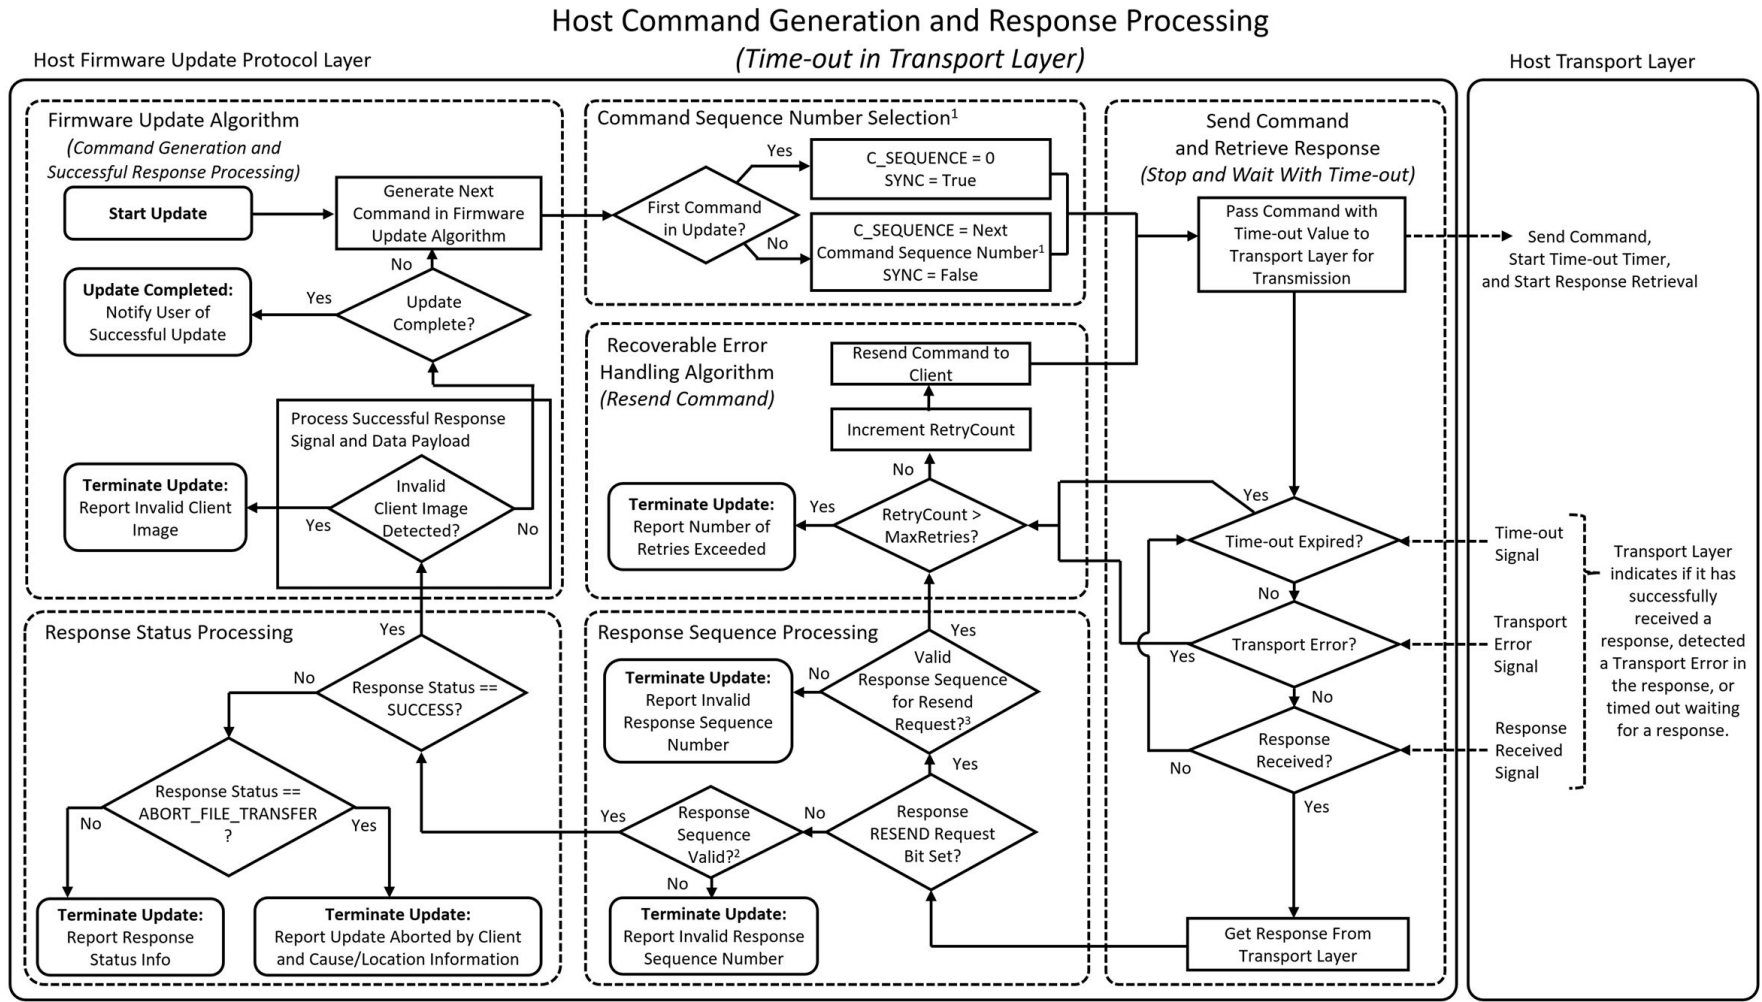 Host Command Generation and Response Processing
(Time-out in Transport Layer)
Host Firmware Update Protocol Layer
Host Transport Layer
Firmware Update Algorithm
(Command Generation and
Successful Response Processing)
Start Update
Generate Next
Command in Firmware
Update Algorithm
No
Update Completed:
Notify User of
Successful Update
Yes
Update
Complete?
Process Successful Response
Signal and Data Payload
Terminate Update:
Report Invalid Client
Image
Yes
Invalid
Client Image
Detected?
No
Command Sequence Number Selection¹
First Command
in Update?
Yes
C_SEQUENCE = 0
SYNC = True
No
C_SEQUENCE = Next
Command Sequence Number¹
SYNC = False
Recoverable Error
Handling Algorithm
(Resend Command)
Resend Command to
Client
Increment RetryCount
No
Terminate Update:
Report Number of
Retries Exceeded
Yes
RetryCount >
MaxRetries?
Send Command
and Retrieve Response
(Stop and Wait With Time-out)
Pass Command with
Time-out Value to
Transport Layer for
Transmission
Send Command,
Start Time-out Timer,
and Start Response Retrieval
Yes
Time-out Expired?
No
Transport Error?
Yes
No
Response
Received?
No
Yes
Get Response From
Transport Layer
Time-out
Signal
Transport
Error
Signal
Response
Received
Signal
Transport Layer
indicates if it has
successfully
received a
response, detected
a Transport Error in
the response, or
timed out waiting
for a response.
Response Status Processing
Yes
No
Response Status ==
SUCCESS?
Response Status ==
ABORT_FILE_TRANSFER
?
No
Yes
Terminate Update:
Report Response
Status Info
Terminate Update:
Report Update Aborted by Client
and Cause/Location Information
Response Sequence Processing
Yes
Terminate Update:
Report Invalid
Response Sequence
Number
No
Valid
Response Sequence
for Resend
Request?³
Yes
Yes
Response
Sequence
Valid?²
No
Response
RESEND Request
Bit Set?
No
Terminate Update:
Report Invalid Response
Sequence Number